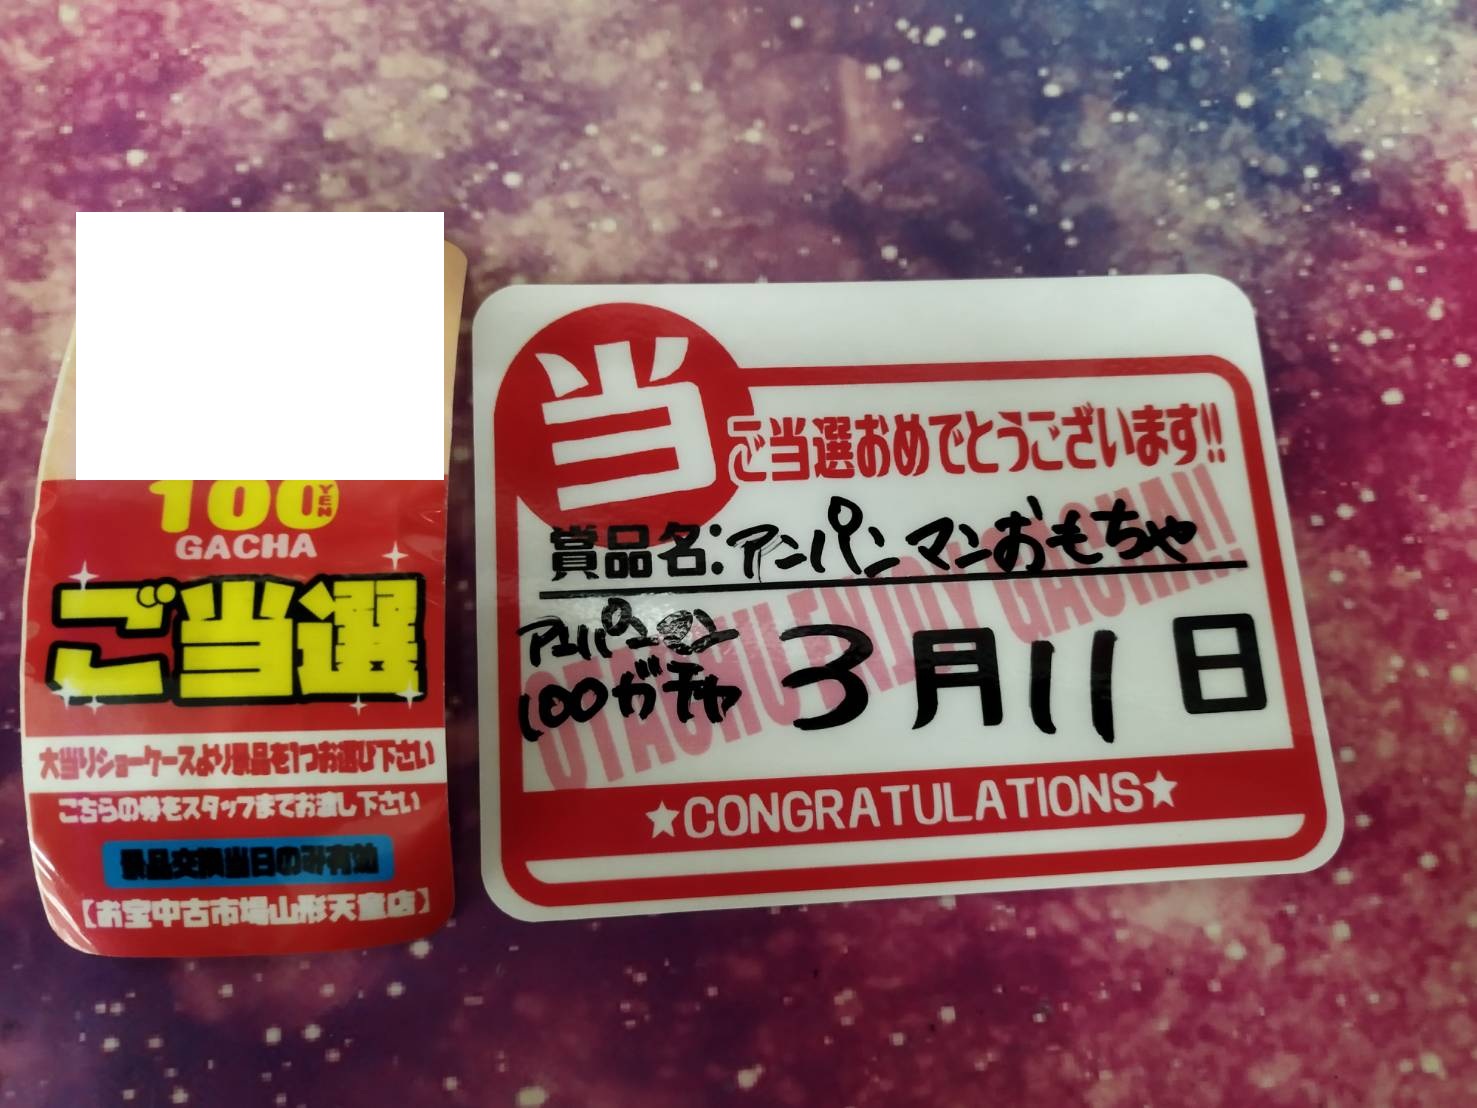 100YEN
GACHA
ご当選
大当りショーケースより景品を1つお選び下さい
こちらの券をスタッフまでお渡し下さい
景品交換当日のみ有効
【お宝中古市場山形天童店】
当
ご当選おめでとうございます!!
賞品名:アンパンマンおもちゃ
アンパンマン
100ガチャ
3月11日
OTACHU ENJOY GACHA!!
★CONGRATULATIONS★